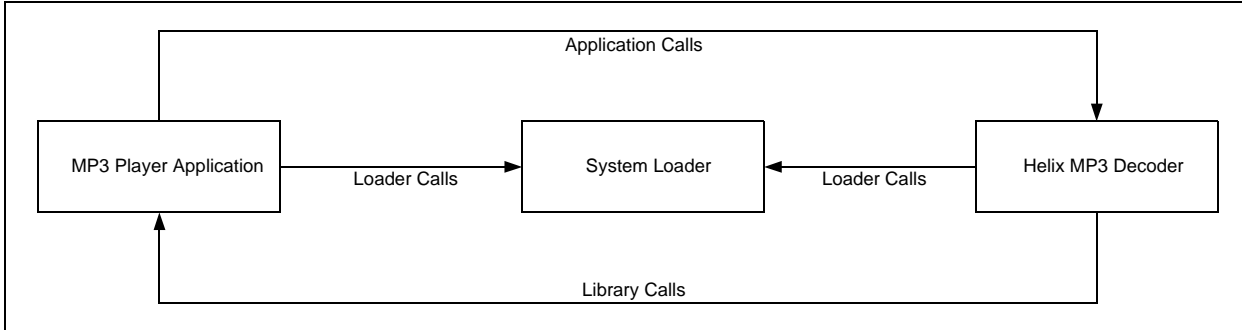 Application Calls
MP3 Player Application
System Loader
Helix MP3 Decoder
Loader Calls
Loader Calls
Library Calls